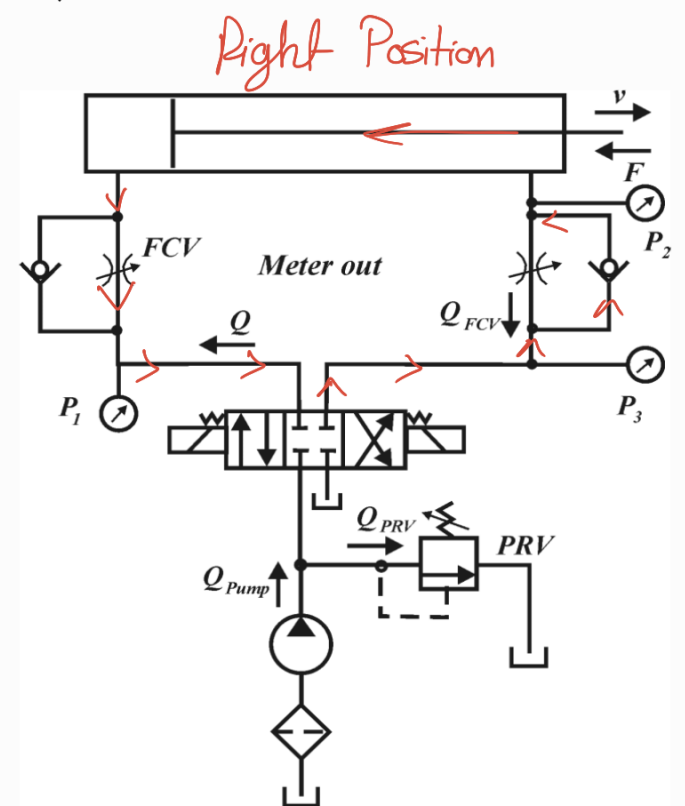 Right Position
v
F
P2
FCV
Meter out
QFCV
Q
P1
P3
QPRV
PRV
QPump